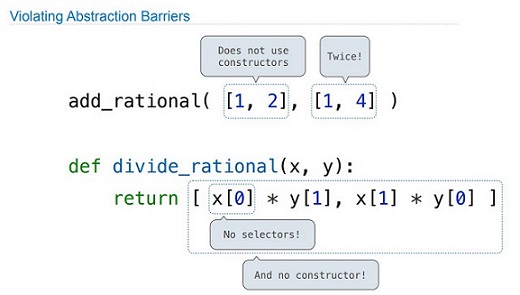 Violating Abstraction Barriers
Does not use
constructors
Twice!
add_rational( [1, 2], [1, 4] )
def divide_rational(x, y):
return [ x[0] * y[1], x[1] * y[0] ]
No selectors!
And no constructor!